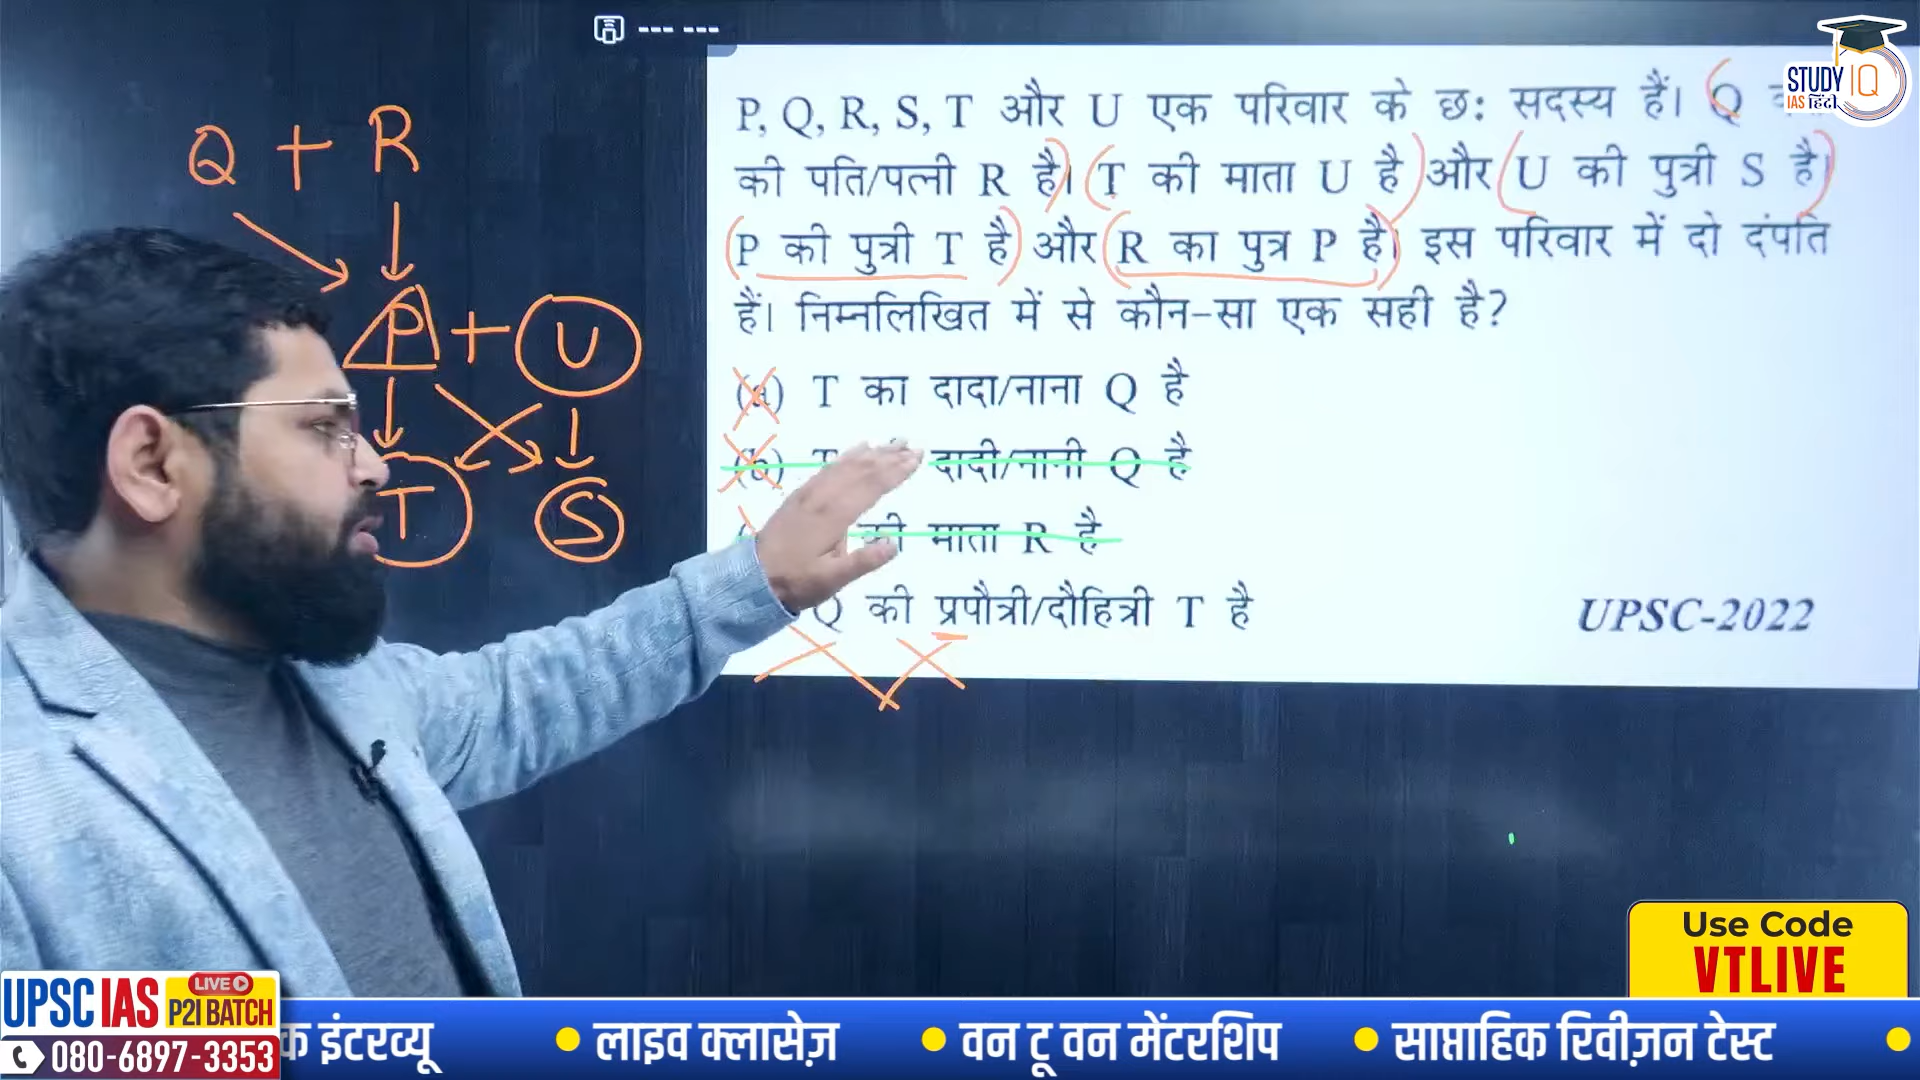 STUDY IQ
IAS हिंदी
P, Q, R, S, T और U एक परिवार के छः सदस्य हैं। Q
की पति/पत्नी R है। T की माता U है और U की पुत्री S है।
P की पुत्री T है और R का पुत्र P है। इस परिवार में दो दंपति
हैं। निम्नलिखित में से कौन-सा एक सही है?
(a) T का दादा/नाना Q है
(b) T दादी/नानी Q है
की माता R है
Q की प्रपौत्री/दौहित्री T है
UPSC-2022
Q + R
P + U
T S
Use Code
VTLIVE
UPSC IAS LIVE P2I BATCH
080-6897-3353
क इंटरव्यू • लाइव क्लासेज़ • वन टू वन मेंटरशिप • साप्ताहिक रिवीज़न टेस्ट •